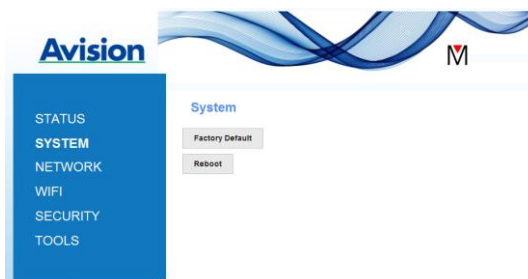 Avision
M
STATUS
SYSTEM
NETWORK
WIFI
SECURITY
TOOLS
System
Factory Default
Reboot